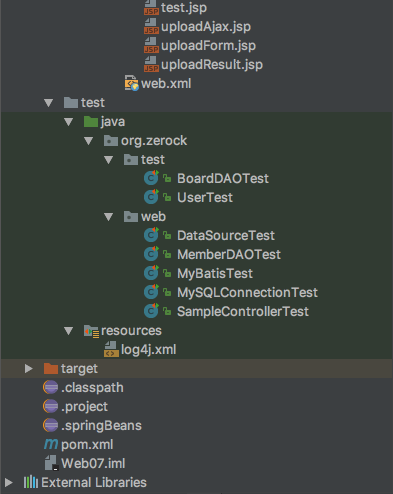 test.jsp
uploadAjax.jsp
uploadForm.jsp
uploadResult.jsp
web.xml
test
java
org.zerock
test
BoardDAOTest
UserTest
web
DataSourceTest
MemberDAOTest
MyBatisTest
MySQLConnectionTest
SampleControllerTest
resources
log4j.xml
target
.classpath
.project
.springBeans
pom.xml
Web07.iml
External Libraries